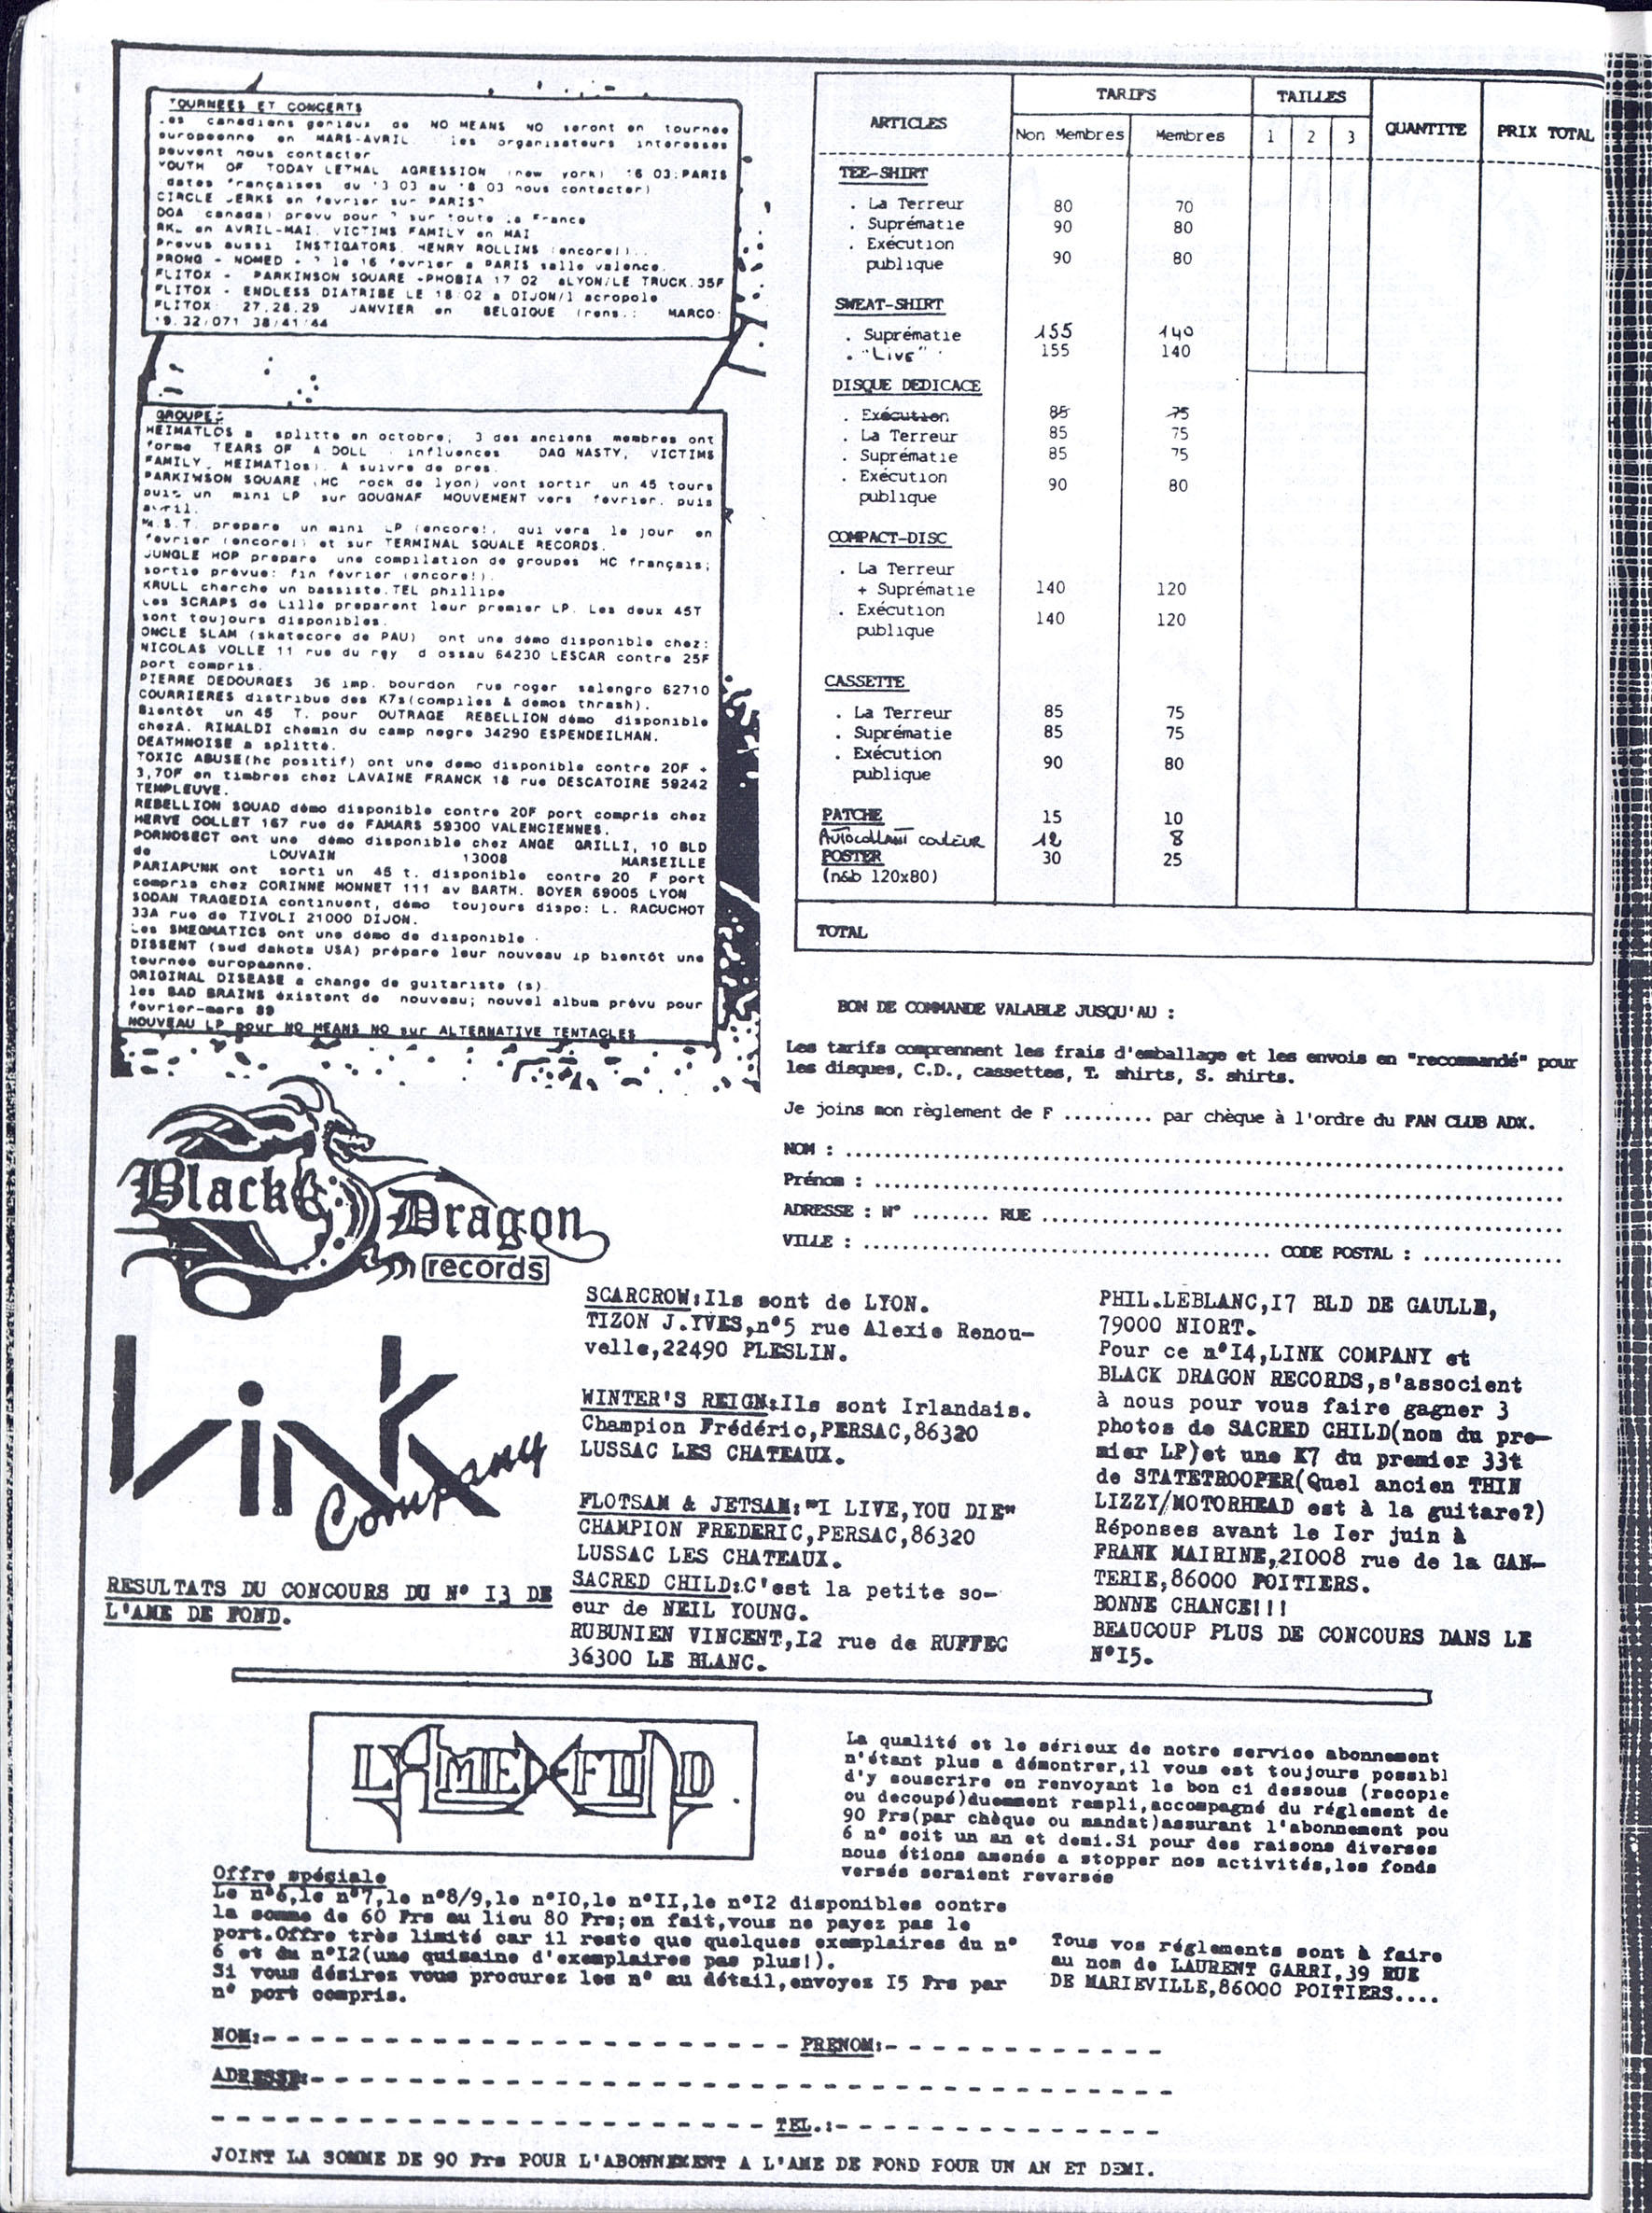 TOURNEES ET CONCERTS
Les canadiens geniaux de NO MEANS NO seront en tournée
europeenne en MARS-AVRIL les organisateurs interesses
peuvent nous contacter
YOUTH OF TODAY LETHAL AGRESSION (new york) 16 03:PARIS
dates françaises du 13 03 au 18 03 nous contacter)
CIRCLE JERKS en fevrier sur PARIS?
DOA (canada) prevu pour ? sur toute la France
RKL en AVRIL-MAI. VICTIMS FAMILY en MAI
Prevus aussi INSTIGATORS, HENRY ROLLINS (encore!)..
PRONG - NOMED + ? le 16 fevrier a PARIS salle valence.
FLITOX - PARKINSON SQUARE -PHOBIA 17 02 aLYON/LE TRUCK.35F
FLITOX - ENDLESS DIATRIBE LE 18 02 a DIJON/l acropole
FLITOX: 27.28.29 JANVIER en BELGIQUE (rens.: MARCO:
19.32/071 38/41/44
GROUPES
HEIMATLOS a splitte en octobre; 3 des anciens membres ont
forme TEARS OF A DOLL . influences DAG NASTY, VICTIMS
FAMILY, HEIMATlos). A suivre de pres.
PARKINSON SQUARE (HC rock de lyon) vont sortir un 45 tours
puis un mini LP sur GOUGNAF MOUVEMENT vers fevrier. puis
avril.
M.S.T. prepare un mini LP (encore!, qui vera le jour en
fevrier (encore!) et sur TERMINAL SQUALE RECORDS.
JUNGLE HOP prepare une compilation de groupes HC français;
sortie prévue: fin fevrier (encore!).
KRULL cherche un bassiste.TEL phillipe
Les SCRAPS de Lille preparent leur premier LP. Les deux 45T
sont toujours disponibles.
ONCLE SLAM (skatecore de PAU) ont une démo disponible chez:
NICOLAS VOLLE 11 rue du rey d ossau 64230 LESCAR contre 25F
port compris.
PIERRE DEDOURGES 36 imp. bourdon rue roger salengro 62710
COURRIERES distribue des K7s(compiles & demos thrash).
Bientôt un 45 T. pour OUTRAGE REBELLION démo disponible
chezA. RINALDI chemin du camp negre 34290 ESPENDEILHAN.
DEATHNOISE a splitté.
TOXIC ABUSE(hc positif) ont une demo disponible contre 20F +
3,70F en timbres chez LAVAINE FRANCK 18 rue DESCATOIRE 59242
TEMPLEUVE.
REBELLION SQUAD démo disponible contre 20F port compris chez
HERVE COLLET 167 rue de FAMARS 59300 VALENCIENNES.
PORNOSECT ont une démo disponible chez ANGE GRILLI, 10 BLD
de LOUVAIN 13008 MARSEILLE
PARIAPUNK ont sorti un 45 t. disponible contre 20 F port
compris chez CORINNE MONNET 111 av BARTH. BOYER 69005 LYON
SODAN TRAGEDIA continuent, démo toujours dispo: L. RACUCHOT
33A rue de TIVOLI 21000 DIJON.
Les SMEGMATICS ont une démo de disponible .
DISSENT (sud dakota USA) prépare leur nouveau lp bientôt une
tournée europeanne.
ORIGINAL DISEASE a change de guitariste (s)
les BAD BRAINS existent de nouveau; nouvel album prévu pour
fevrier-mars 89
NOUVEAU LP pour NO MEANS NO sur ALTERNATIVE TENTACLES
ARTICLES TARIFS TAILLES QUANTITE PRIX TOTAL
Non Membres Membres 1 2 3
TEE-SHIRT
. La Terreur 80 70
. Suprématie 90 80
. Exécution
publique 90 80
SWEAT-SHIRT
. Suprématie 155 140
. "Live" 155 140
DISQUE DEDICACE
. Exécution 85 75
. La Terreur 85 75
. Suprématie 85 75
. Exécution
publique 90 80
COMPACT-DISC
. La Terreur
+ Suprématie 140 120
. Exécution
publique 140 120
CASSETTE
. La Terreur 85 75
. Suprématie 85 75
. Exécution
publique 90 80
PATCHE 15 10
Autocollant couleur 12 8
POSTER 30 25
(n&b 120x80)
TOTAL
BON DE COMMANDE VALABLE JUSQU'AU :
Les tarifs comprennent les frais d'emballage et les envois en "recommandé" pour
les disques, C.D., cassettes, T. shirts, S. shirts.
Je joins mon règlement de F ......... par chèque à l'ordre du FAN CLUB ADX.
NOM : ..........
Prénom : ..........
ADRESSE : N° ........ RUE ..........
VILLE : .......... CODE POSTAL : ..............
Black Dragon
records
Link
Company
RESULTATS DU CONCOURS DU N° I3 DE
L'AME DE FOND.
SCARCROW:Ils sont de LYON.
TIZON J.YVES,n°5 rue Alexie Renou-
velle,22490 PLESLIN.
WINTER'S REIGN:Ils sont Irlandais.
Champion Frédéric,PERSAC,86320
LUSSAC LES CHATEAUX.
FLOTSAM & JETSAM:"I LIVE,YOU DIE"
CHAMPION FREDERIC,PERSAC,86320
LUSSAC LES CHATEAUX.
SACRED CHILD:C'est la petite so-
eur de NEIL YOUNG.
RUBUNIEN VINCENT,I2 rue de RUFFEC
36300 LE BLANC.
PHIL.LEBLANC,I7 BLD DE GAULLE,
79000 NIORT.
Pour ce n°I4,LINK COMPANY et
BLACK DRAGON RECORDS,s'associent
à nous pour vous faire gagner 3
photos de SACRED CHILD(nom du pre-
mier LP)et une K7 du premier 33t
de STATETROOPER(Quel ancien THIN
LIZZY/MOTORHEAD est à la guitare?)
Réponses avant le Ier juin à
FRANK MAIRINE,2I008 rue de la GAN-
TERIE,86000 POITIERS.
BONNE CHANCE!!!
BEAUCOUP PLUS DE CONCOURS DANS LE
N°I5.
L'AME DE FOND
La qualité et le sérieux de notre service abonnement
n'étant plus a démontrer,il vous est toujours possibl
d'y souscrire en renvoyant le bon ci dessous (recopie
ou decoupé)duement rempli,accompagné du réglement de
90 Frs(par chèque ou mandat)assurant l'abonnement pou
6 n° soit un an et demi.Si pour des raisons diverses
nous étions amenés a stopper nos activités,les fonds
versés seraient reversés
Offre spéciale
Le n°6,le n°7,le n°8/9,le n°I0,le n°II,le n°I2 disponibles contre
la somme de 60 Frs au lieu 80 Frs;en fait,vous ne payez pas le
port.Offre très limité car il reste que quelques exemplaires du n°
6 et du n°I2(une quisaine d'exemplaires pas plus!).
Si vous désires vous procurez les n° au détail,envoyes I5 Frs par
n° port compris.
Tous vos réglements sont à faire
au nom de LAURENT GARRI,39 RUE
DE MARIEVILLE,86000 POITIERS....
NOM:- - - - - PRENOM:- - - - -
ADRESSE:- - - - -
- - - - - TEL.:- - - - -
JOINT LA SOMME DE 90 Frs POUR L'ABONNEMENT A L'AME DE FOND POUR UN AN ET DEMI.